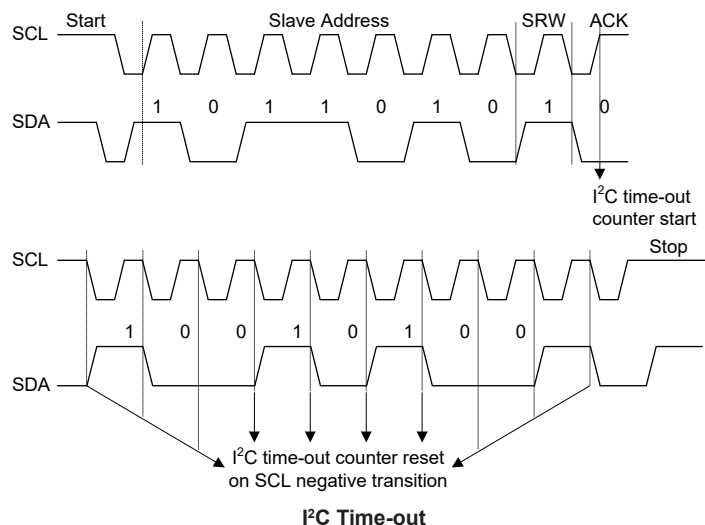 Start Slave Address SRW ACK
SCL
1 0 1 1 0 1 0 1 0
SDA
I²C time-out
counter start
Stop
SCL
1 0 0 1 0 1 0 0
SDA
I²C time-out counter reset
on SCL negative transition
I²C Time-out